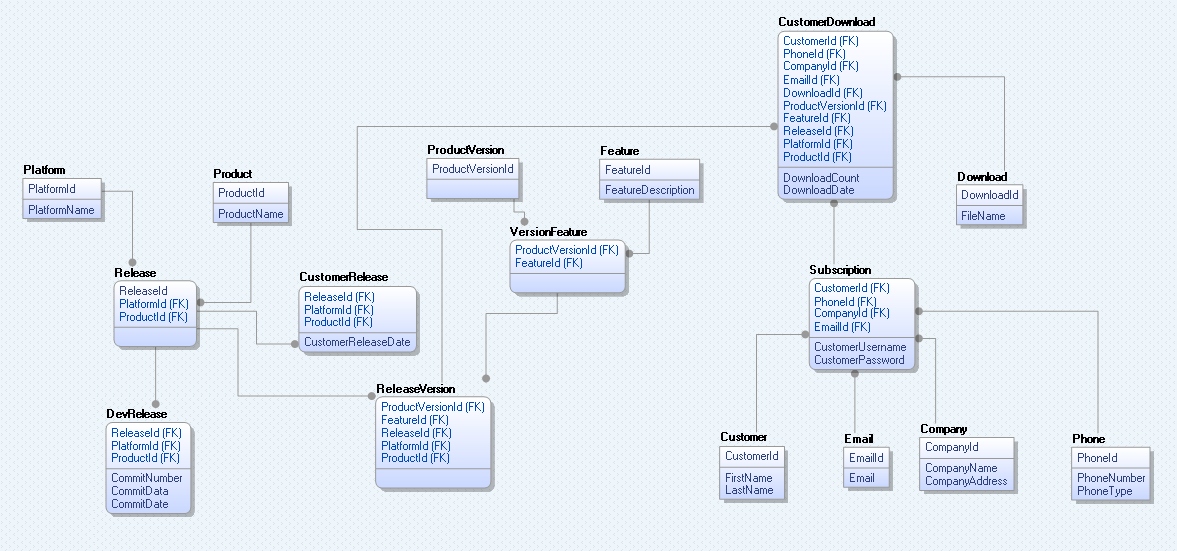 CustomerDownload
CustomerId (FK)
PhoneId (FK)
CompanyId (FK)
EmailId (FK)
DownloadId (FK)
ProductVersionId (FK)
FeatureId (FK)
ReleaseId (FK)
PlatformId (FK)
ProductId (FK)
DownloadCount
DownloadDate
Platform
PlatformId
PlatformName
Product
ProductId
ProductName
ProductVersion
ProductVersionId
Feature
FeatureId
FeatureDescription
Download
DownloadId
FileName
VersionFeature
ProductVersionId (FK)
FeatureId (FK)
Release
ReleaseId
PlatformId (FK)
ProductId (FK)
CustomerRelease
ReleaseId (FK)
PlatformId (FK)
ProductId (FK)
CustomerReleaseDate
Subscription
CustomerId (FK)
PhoneId (FK)
CompanyId (FK)
EmailId (FK)
CustomerUsername
CustomerPassword
DevRelease
ReleaseId (FK)
PlatformId (FK)
ProductId (FK)
CommitNumber
CommitData
CommitDate
ReleaseVersion
ProductVersionId (FK)
FeatureId (FK)
ReleaseId (FK)
PlatformId (FK)
ProductId (FK)
Customer
CustomerId
FirstName
LastName
Email
EmailId
Email
Company
CompanyId
CompanyName
CompanyAddress
Phone
PhoneId
PhoneNumber
PhoneType